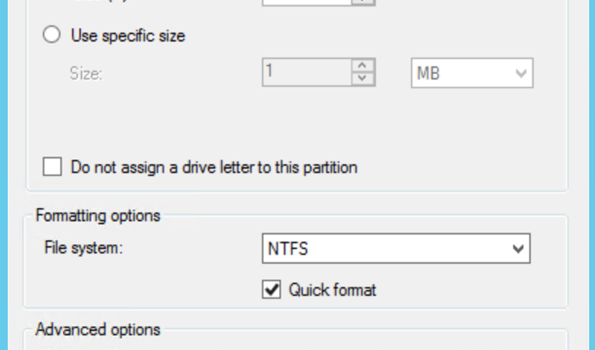 Use specific size
Size: 1 MB
Do not assign a drive letter to this partition
Formatting options
File system: NTFS
Quick format
Advanced options